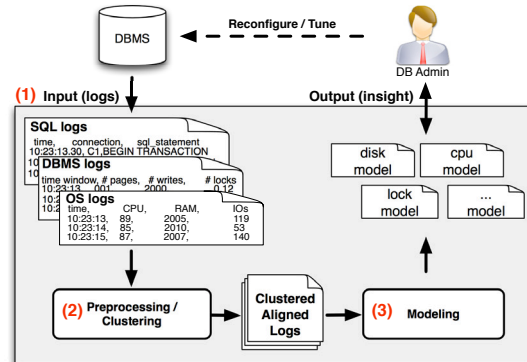 Reconfigure / Tune
DBMS
DB Admin
(1) Input (logs)
Output (insight)
SQL logs
time, connection, sql_statement
10:23:13.30, C1,BEGIN TRANSACTION
DBMS logs
time window, # pages, # writes, # locks
10:23:13, 001, 2000, 0.12
OS logs
time, CPU, RAM, IOs
10:23:13, 89, 2005, 119
10:23:14, 85, 2010, 53
10:23:15, 87, 2007, 140
disk
model
cpu
model
lock
model
...
model
(2) Preprocessing /
Clustering
Clustered
Aligned
Logs
(3) Modeling